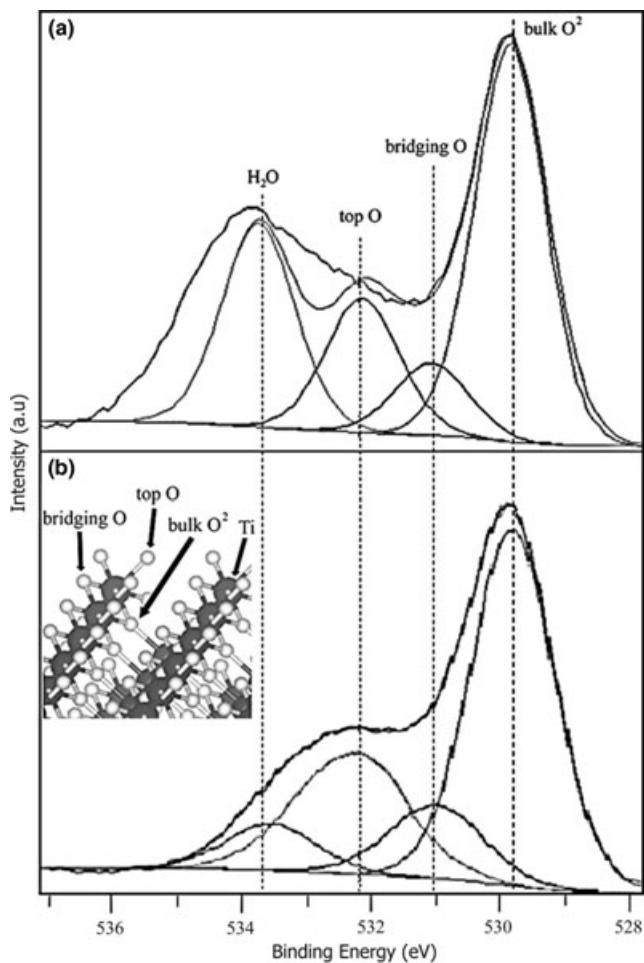 (a)
bulk O²
bridging O
H₂O
top O
Intensity (a.u)
(b)
top O
bridging O
bulk O²
Ti
536
534
532
530
528
Binding Energy (eV)